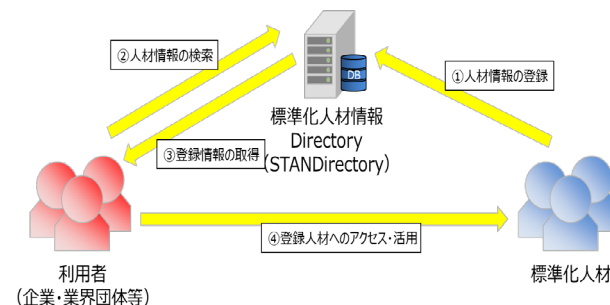 ②人材情報の検索
①人材情報の登録
DB
標準化人材情報
Directory
(STANDirectory)
③登録情報の取得
④登録人材へのアクセス・活用
利用者
(企業・業界団体等)
標準化人材